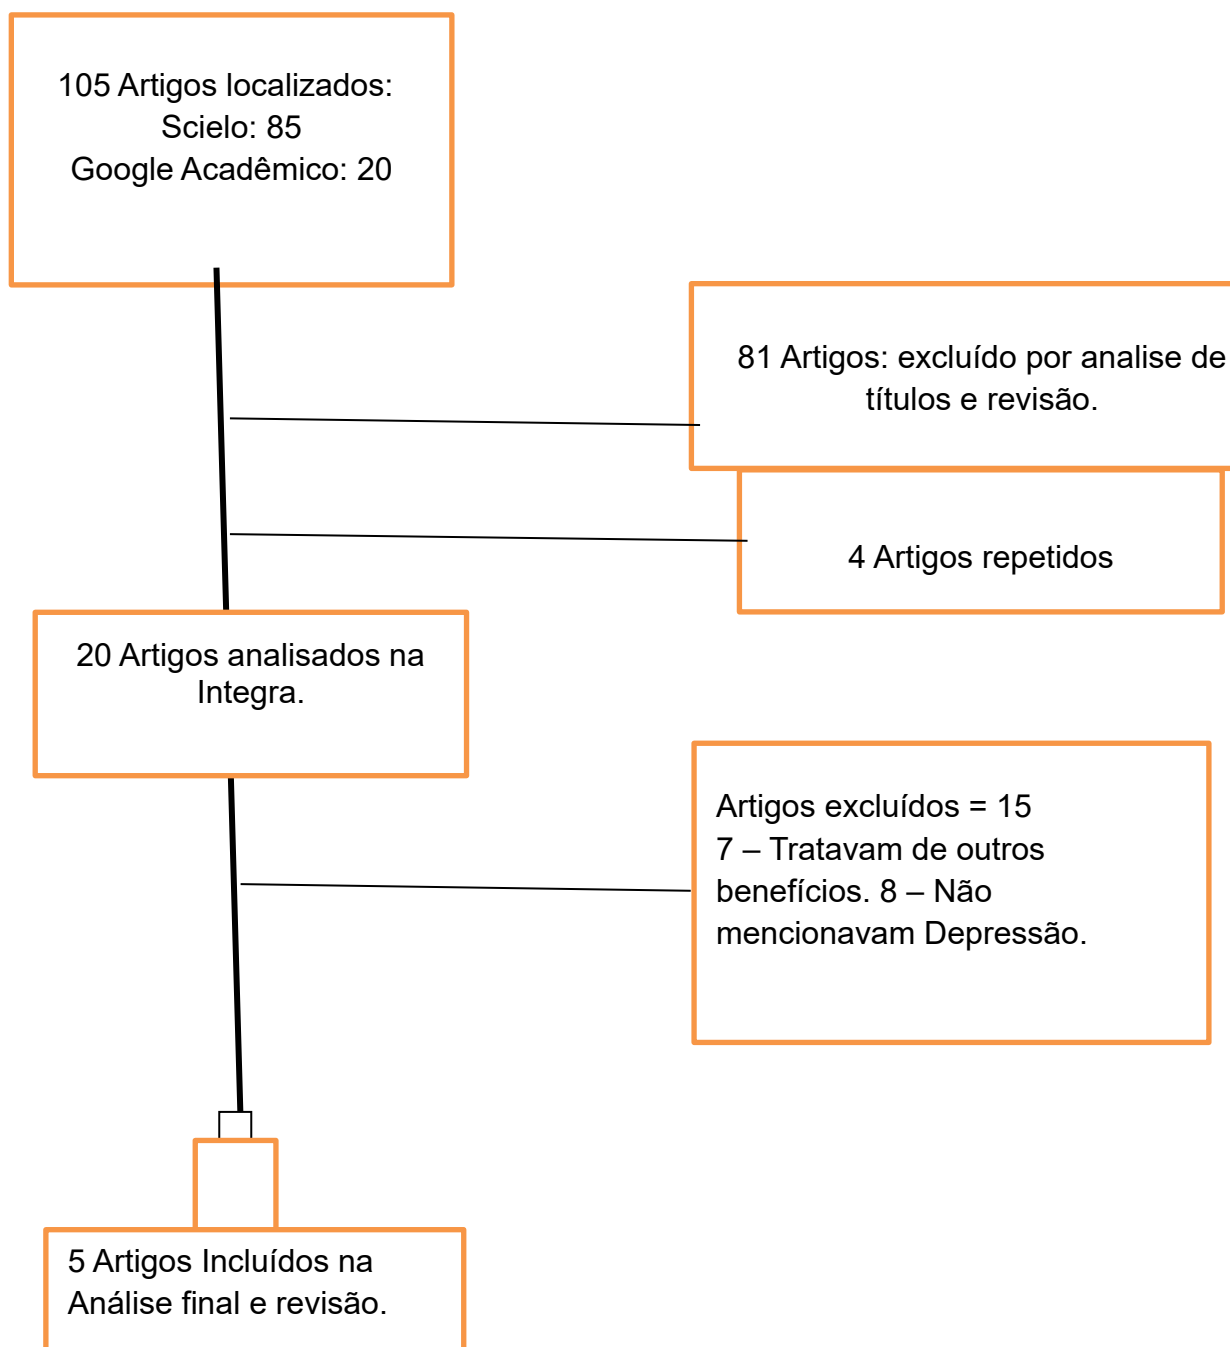 105 Artigos localizados:
Scielo: 85
Google Acadêmico: 20
81 Artigos: excluído por analise de
títulos e revisão.
4 Artigos repetidos
20 Artigos analisados na
Integra.
Artigos excluídos = 15
7 – Tratavam de outros
benefícios. 8 – Não
mencionavam Depressão.
5 Artigos Incluídos na
Análise final e revisão.